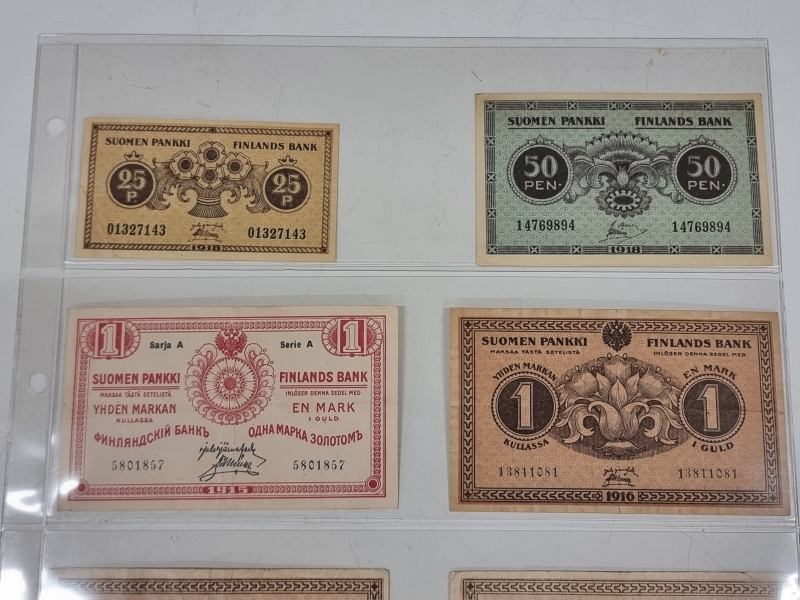 SUOMEN PANKKI FINLANDS BANK
25 P 25 P
01327143 01327143
1918
SUOMEN PANKKI FINLANDS BANK
50 PEN. 50 PEN.
14769894 14769894
1918
1 1
Sarja A Serie A
SUOMEN PANKKI FINLANDS BANK
MAKSAA TÄSTÄ SETELISTÄ INLÖSER DENNA SEDEL MED
YHDEN MARKAN EN MARK
KULLASSA I GULD
ФИНЛЯНДСКІЙ БАНКЪ ОДНА МАРКА ЗОЛОТОМЪ
5801857 5801857
1915
SUOMEN PANKKI FINLANDS BANK
MAKSAA TÄSTÄ SETELISTÄ INLÖSER DENNA SEDEL MED
YHDEN MARKAN EN MARK
1 1
KULLASSA I GULD
13811081 13811081
1916